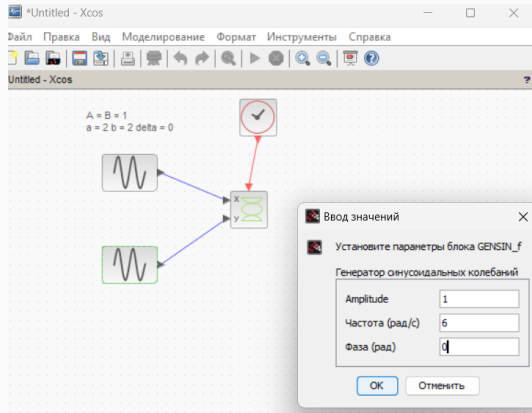 *Untitled - Xcos
Файл Правка Вид Моделирование Формат Инструменты Справка
Untitled - Xcos ?
A = B = 1
a = 2 b = 2 delta = 0
x
y
Ввод значений
Установите параметры блока GENSIN_f
Генератор синусоидальных колебаний
Amplitude 1
Частота (рад/с) 6
Фаза (рад) 0
OK Отменить